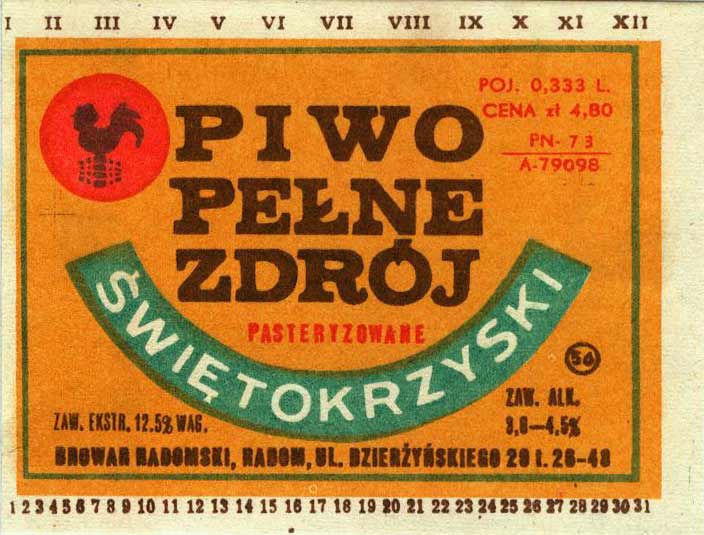 I II III IV V VI VII VIII IX X XI XII
POJ. 0,333 L.
CENA zł 4,80
PN-73
A-79098
PIWO
PEŁNE
ZDRÓJ
PASTERYZOWANE
ŚWIĘTOKRZYSKI
56
ZAW. EKSTR. 12.5% WAG.
ZAW. ALK.
3,8—4,5%
BROWAR RADOMSKI, RADOM, UL. DZIERŻYŃSKIEGO 29 t. 26-48
1 2 3 4 5 6 7 8 9 10 11 12 13 14 15 16 17 18 19 20 21 22 23 24 25 26 27 28 29 30 31